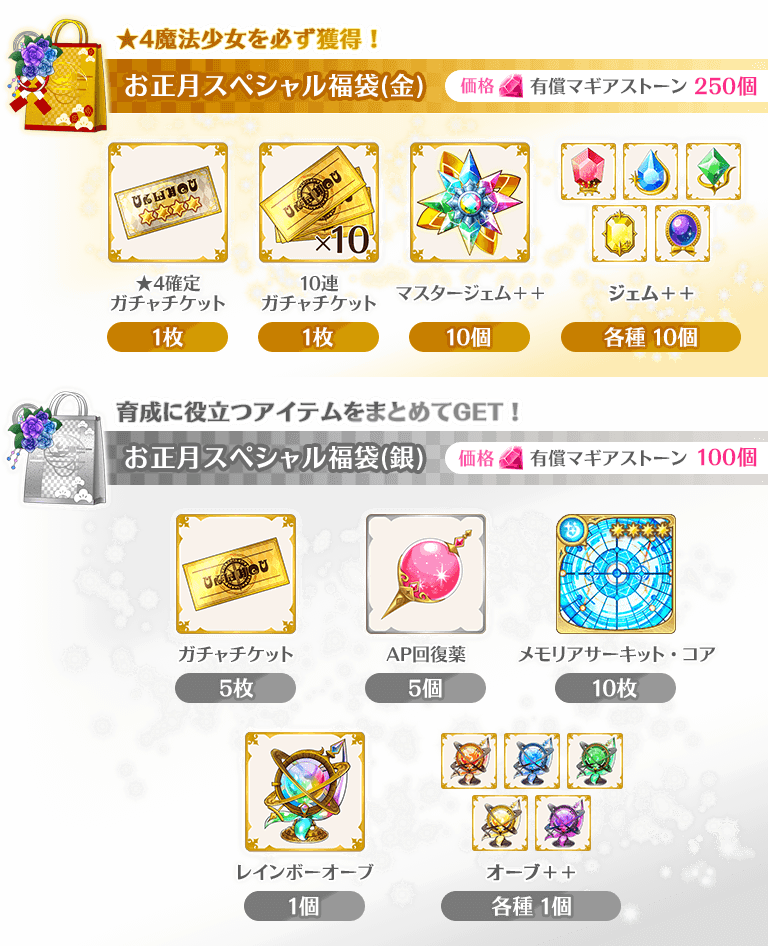 ★4魔法少女を必ず獲得！
お正月スペシャル福袋(金)
価格 有償マギアストーン 250個
×10
★4確定
ガチャチケット
1枚
10連
ガチャチケット
1枚
マスタージェム＋＋
10個
ジェム＋＋
各種 10個
育成に役立つアイテムをまとめてGET！
お正月スペシャル福袋(銀)
価格 有償マギアストーン 100個
ガチャチケット
5枚
AP回復薬
5個
メモリアサーキット・コア
10枚
レインボーオーブ
1個
オーブ＋＋
各種 1個